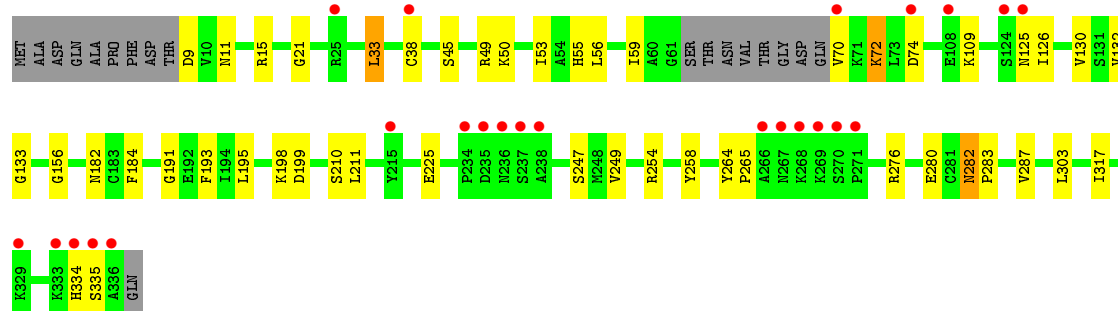 MET ALA ASP GLN ALA PRO PHE ASP THR D9 V10 N11 R15 G21 R25 L33 C38 S45 R49 K50 I53 A54 H55 L56 I59 A60 G61 SER THR ASN VAL THR GLY ASP GLN V70 K71 K72 L73 D74 E108 K109 S124 N125 I126 V130 S131 V132
G133 G156 N182 C183 F184 G191 E192 F193 I194 L195 K198 D199 S210 L211 Y215 E225 P234 D235 N236 S237 A238 S247 M248 V249 R254 Y258 Y264 P265 A266 N267 K268 K269 S270 P271 R276 E280 C281 N282 P283 V287 L303 I317
K329 K333 H334 S335 A336 GLN